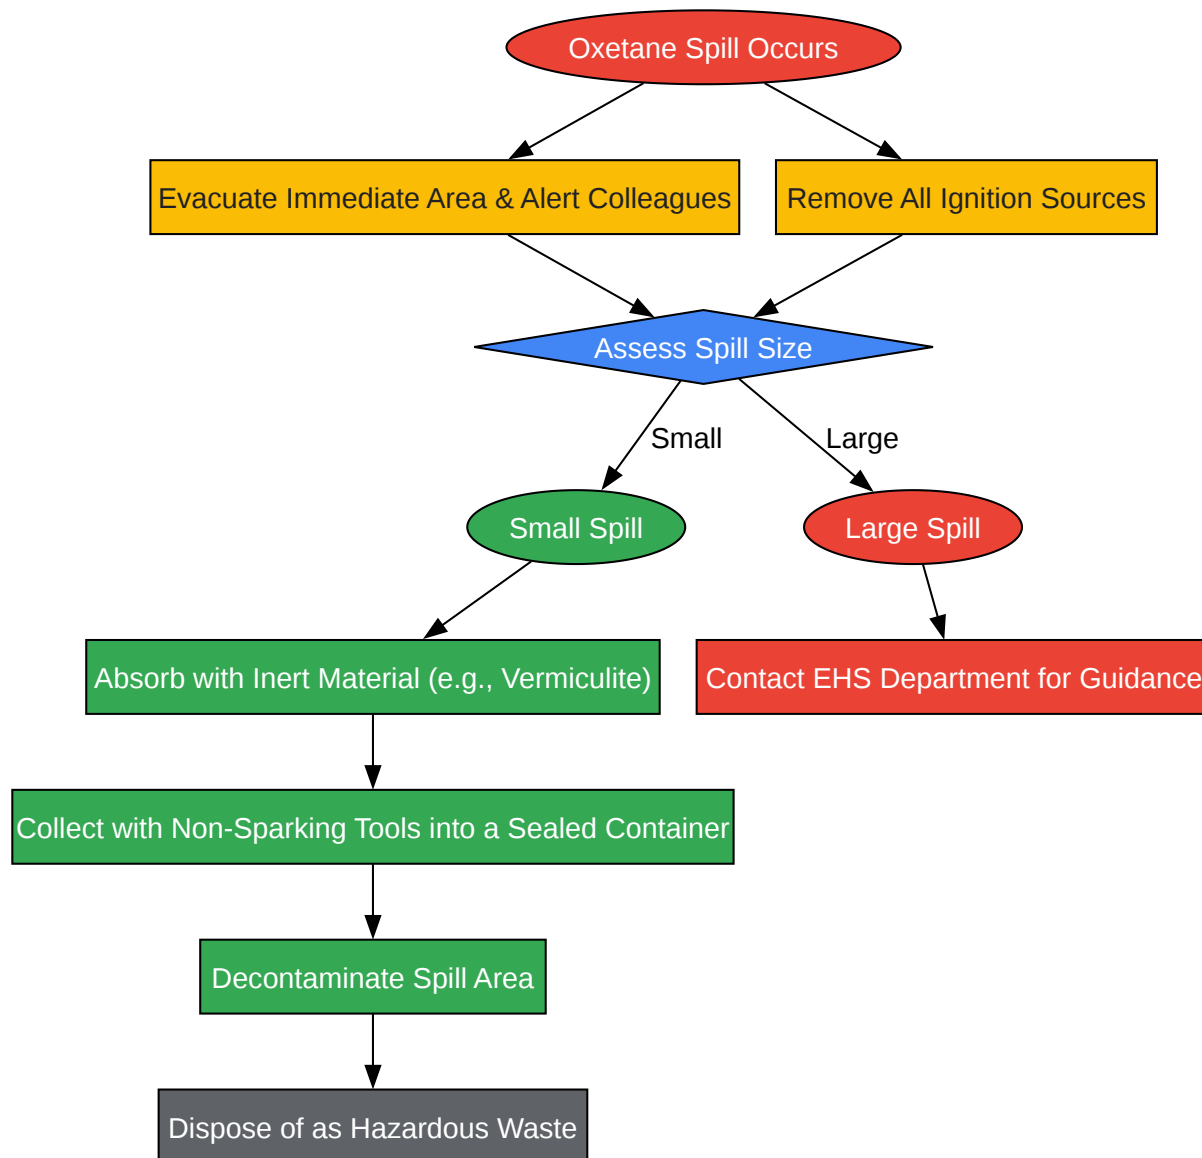 Oxetane Spill Occurs
Evacuate Immediate Area & Alert Colleagues
Remove All Ignition Sources
Assess Spill Size
Small
Large
Small Spill
Large Spill
Absorb with Inert Material (e.g., Vermiculite)
Contact EHS Department for Guidance
Collect with Non-Sparking Tools into a Sealed Container
Decontaminate Spill Area
Dispose of as Hazardous Waste